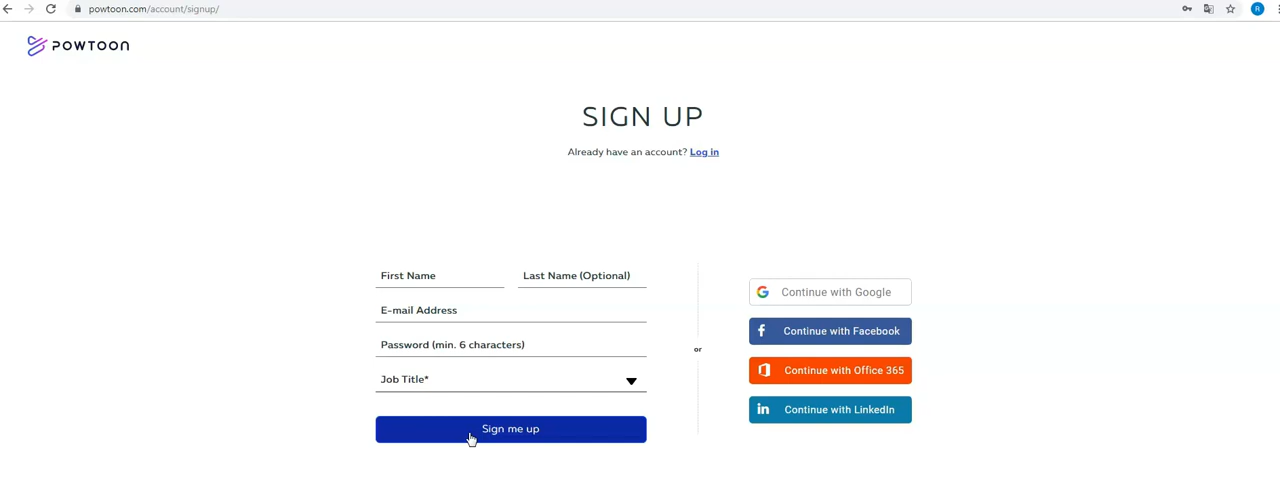 powtoon.com/account/signup/
R
POWTOON
SIGN UP
Already have an account? Log in
First Name
Last Name (Optional)
E-mail Address
Password (min. 6 characters)
Job Title*
Sign me up
or
Continue with Google
Continue with Facebook
Continue with Office 365
Continue with LinkedIn